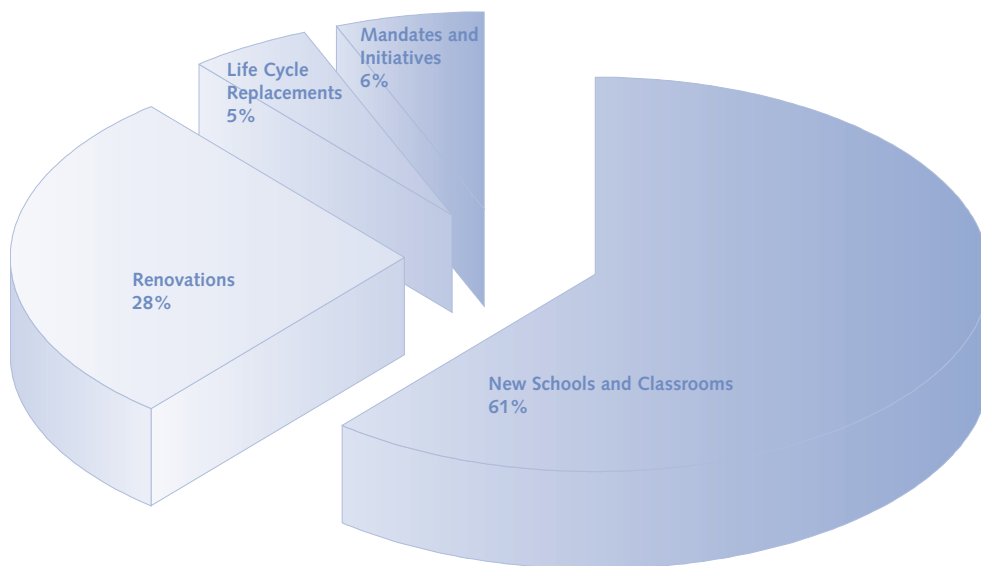 Mandates and
Initiatives
6%
Life Cycle
Replacements
5%
Renovations
28%
New Schools and Classrooms
61%